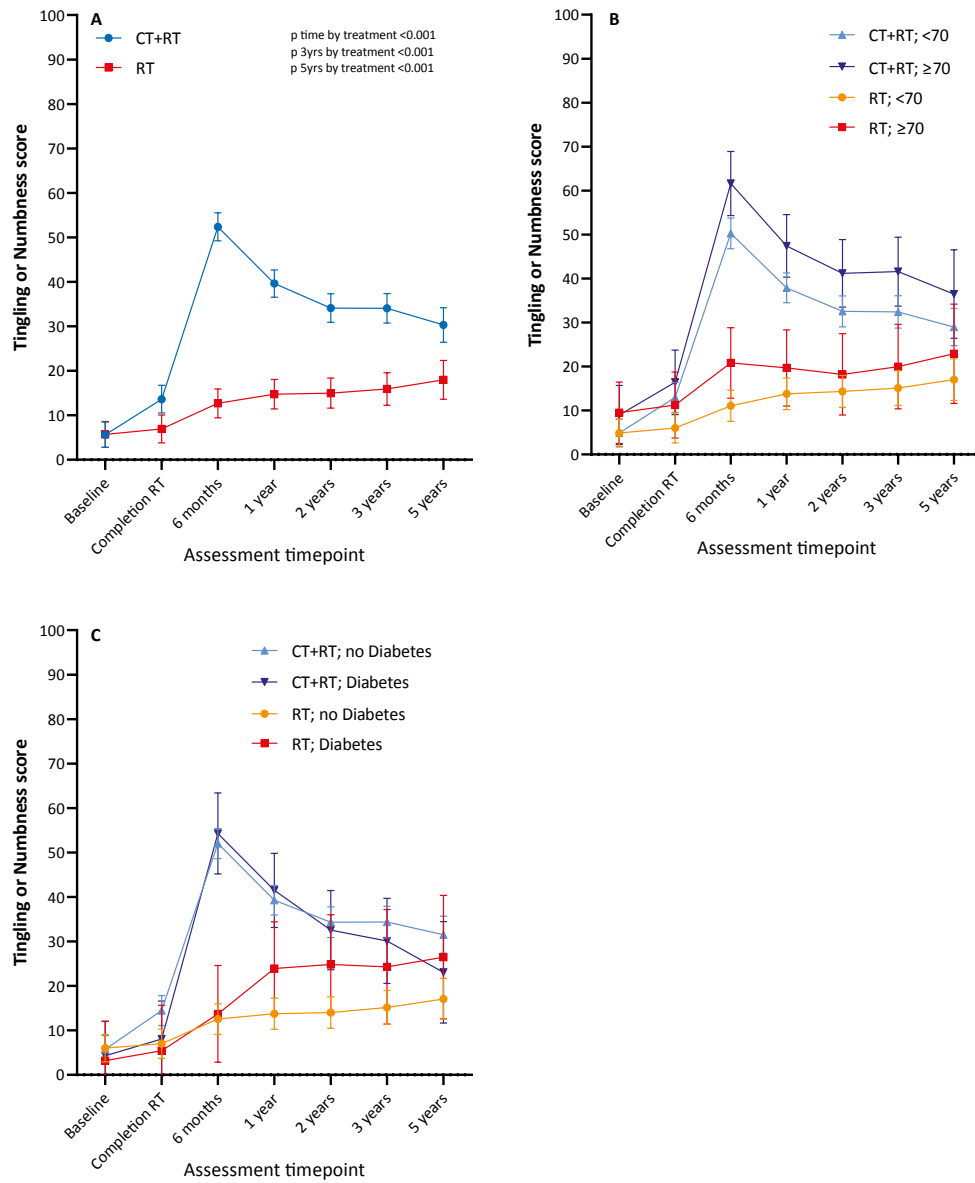 A
CT+RT
RT
p time by treatment <0.001
p 3yrs by treatment <0.001
p 5yrs by treatment <0.001
Tingling or Numbness score
100
90
80
70
60
50
40
30
20
10
0
Baseline
Completion RT
6 months
1 year
2 years
3 years
5 years
Assessment timepoint
B
CT+RT; <70
CT+RT; ≥70
RT; <70
RT; ≥70
Tingling or Numbness score
100
90
80
70
60
50
40
30
20
10
0
Baseline
Completion RT
6 months
1 year
2 years
3 years
5 years
Assessment timepoint
C
CT+RT; no Diabetes
CT+RT; Diabetes
RT; no Diabetes
RT; Diabetes
Tingling or Numbness score
100
90
80
70
60
50
40
30
20
10
0
Baseline
Completion RT
6 months
1 year
2 years
3 years
5 years
Assessment timepoint